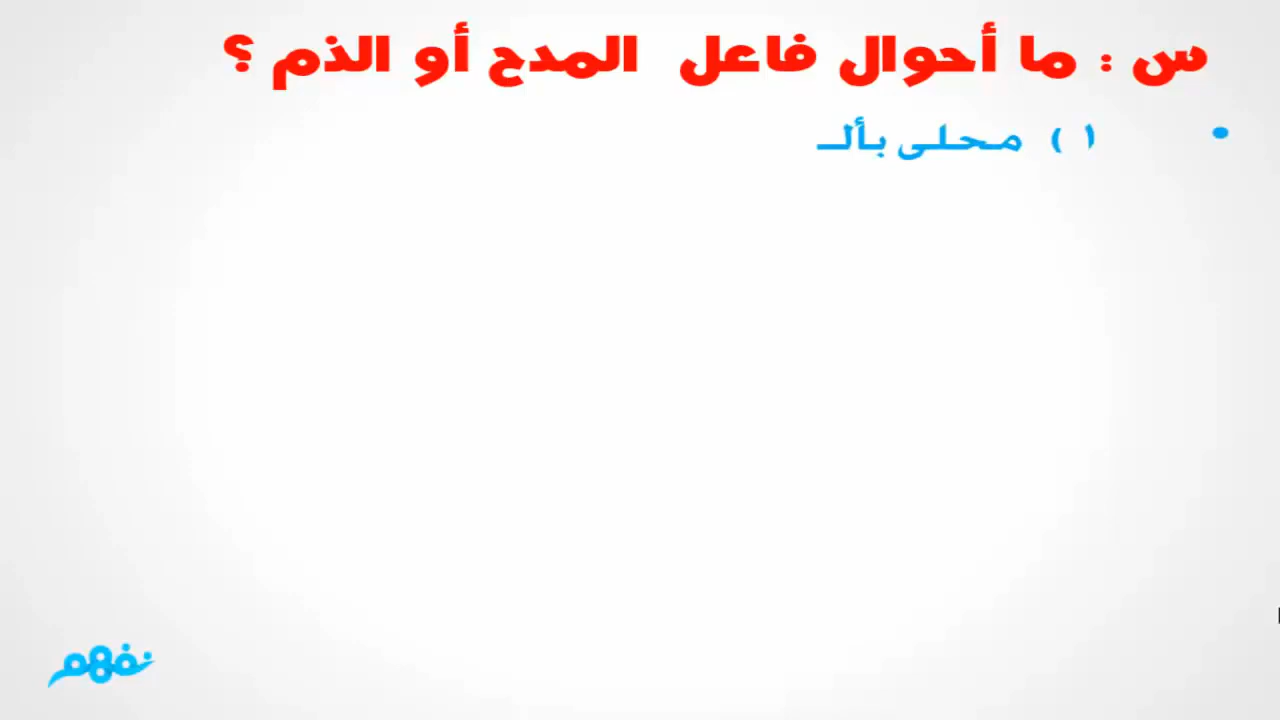 س : ما أحوال فاعل المدح أو الذم ؟
• ١ ) محلى بألـ
نفهم